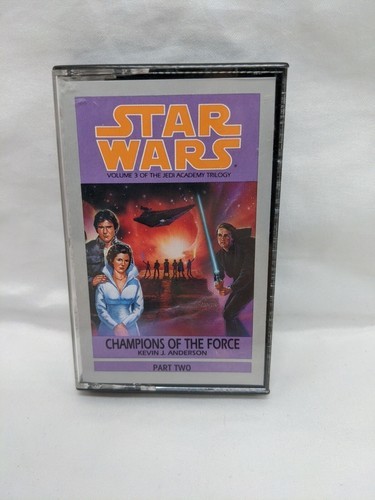 STAR
WARS®
VOLUME 3 OF THE JEDI ACADEMY TRILOGY
CHAMPIONS OF THE FORCE
KEVIN J. ANDERSON
PART TWO